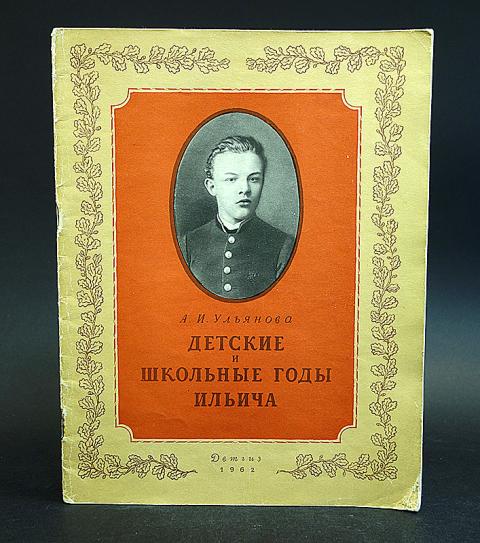 А. И. Ульянова
ДЕТСКИЕ
и
ШКОЛЬНЫЕ ГОДЫ
ИЛЬИЧА
Детгиз
1962